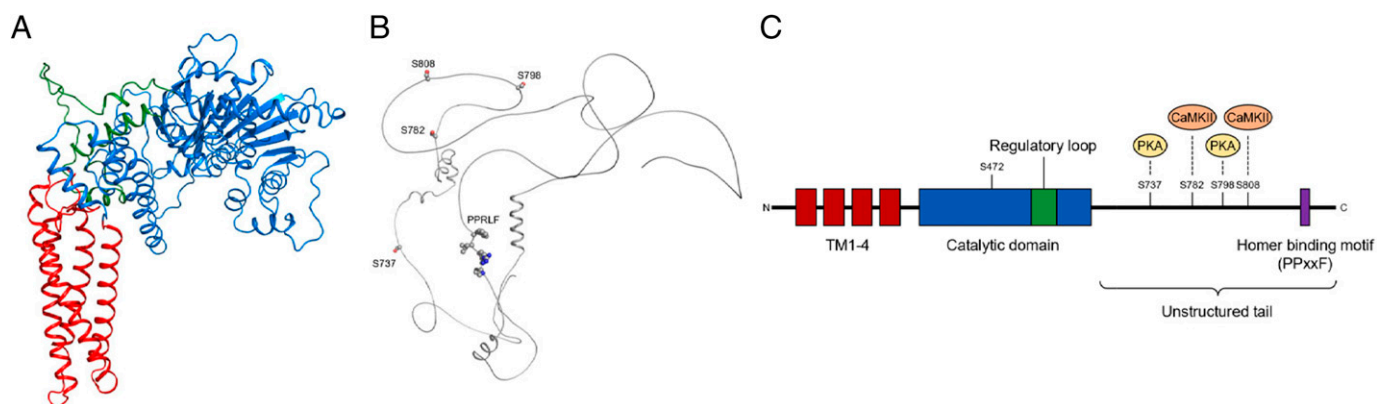 A
B
C
S808
S798
S782
PPRLF
S737
CaMKII
CaMKII
PKA
PKA
Regulatory loop
S472
S737
S782
S798
S808
N
C
TM1-4
Catalytic domain
Homer binding motif
(PPxxF)
Unstructured tail